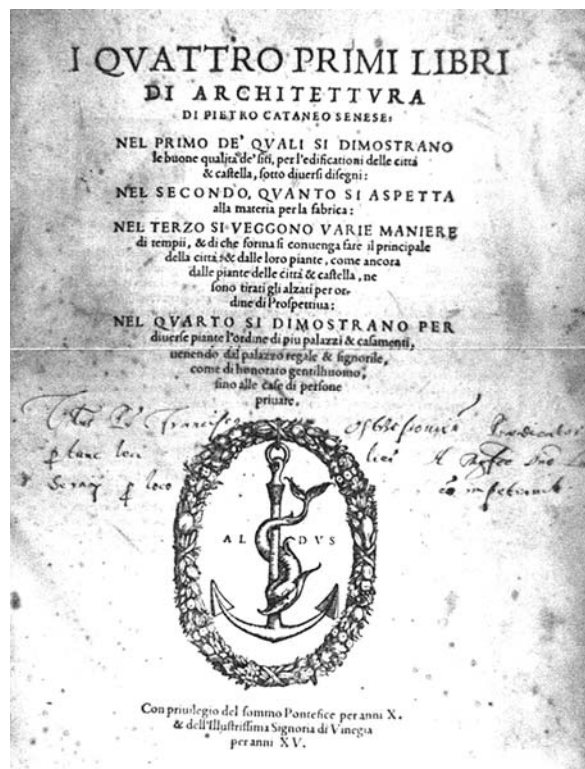 I QVATTRO PRIMI LIBRI
DI ARCHITETTVRA
DI PIETRO CATANEO SENESE:
NEL PRIMO DE' QVALI SI DIMOSTRANO
le buone qualita de' siti, per l'edificationi delle città
& castella, sotto diuersi disegni:
NEL SECONDO, QVANTO SI ASPETTA
alla materia per la fabrica:
NEL TERZO SI VEGGONO VARIE MANIERE
di tempii, & di che forma si conuenga fare il principale
della città: & dalle loro piante, come ancora
dalle piante delle città & castella, ne
sono tirati gli alzati per or-
dine di Prospettiua:
NEL QVARTO SI DIMOSTRANO PER
diuerse piante l'ordine di piu palazzi & casamenti,
uenendo dal palazzo regale & signorile,
come di honorato gentilhuomo,
sino alle case di persone
priuate.
AL DVS
Con priuilegio del sommo Pontefice per anni X.
& dell'Illustrissima Signoria di Vinegia
per anni XV.